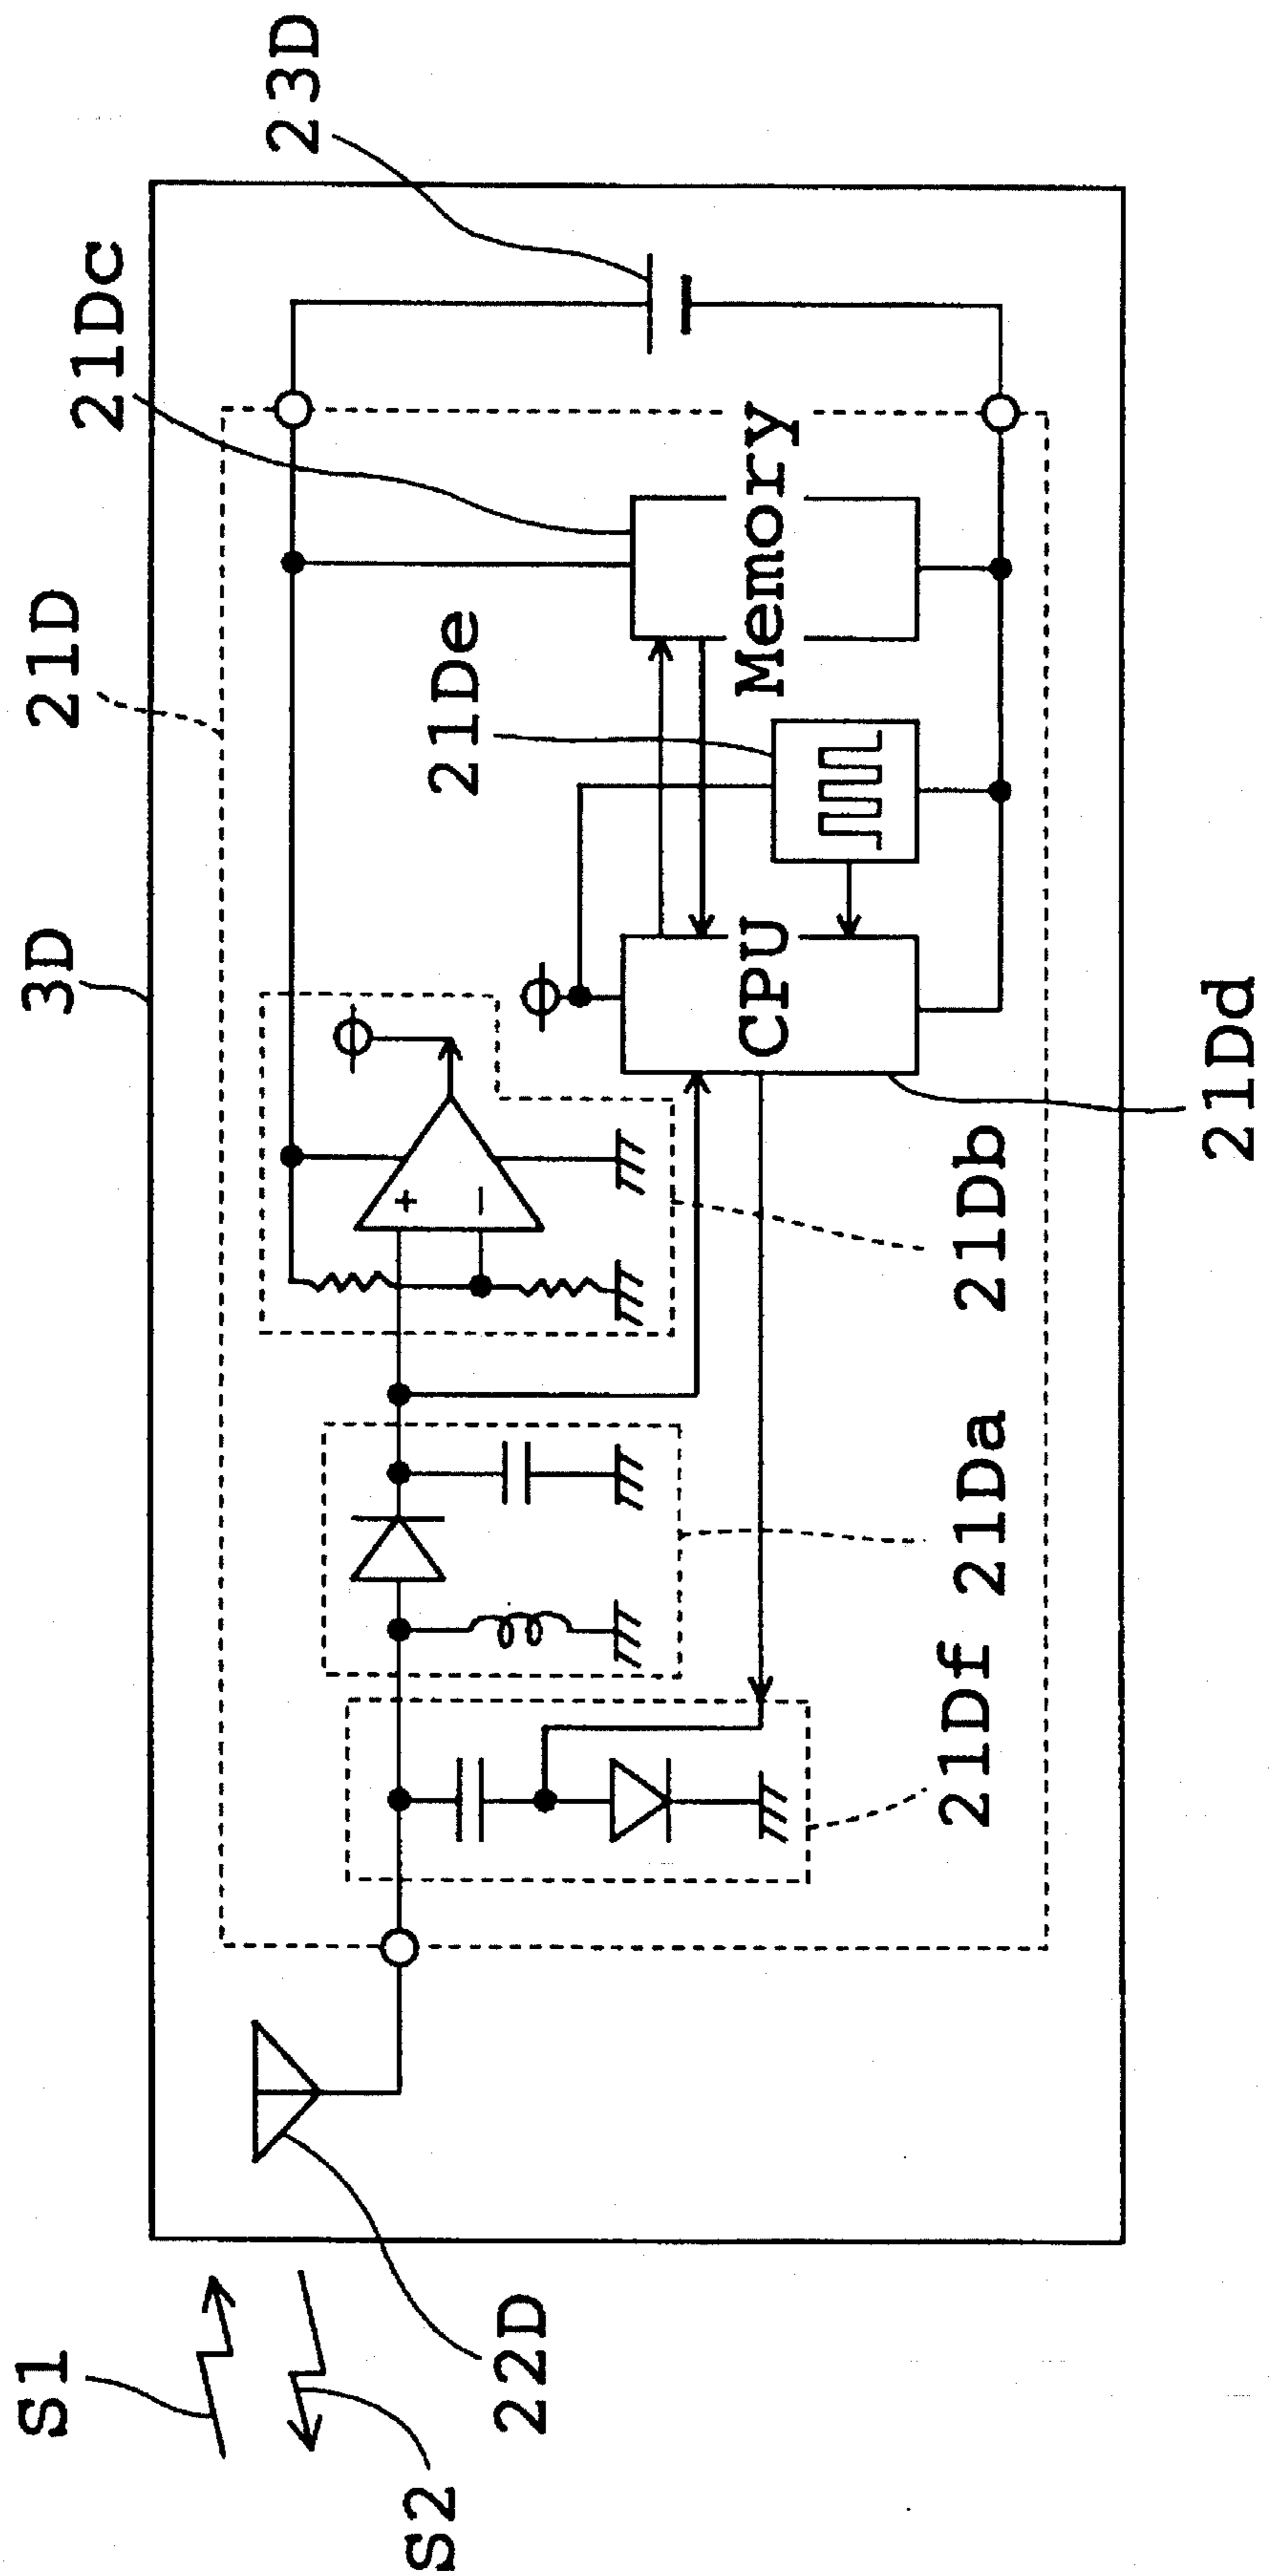 S1
S2
22D
3D
21D
21Dc
23D
21De
Memory
CPU
+
−
21Df
21Da
21Db
21Dd